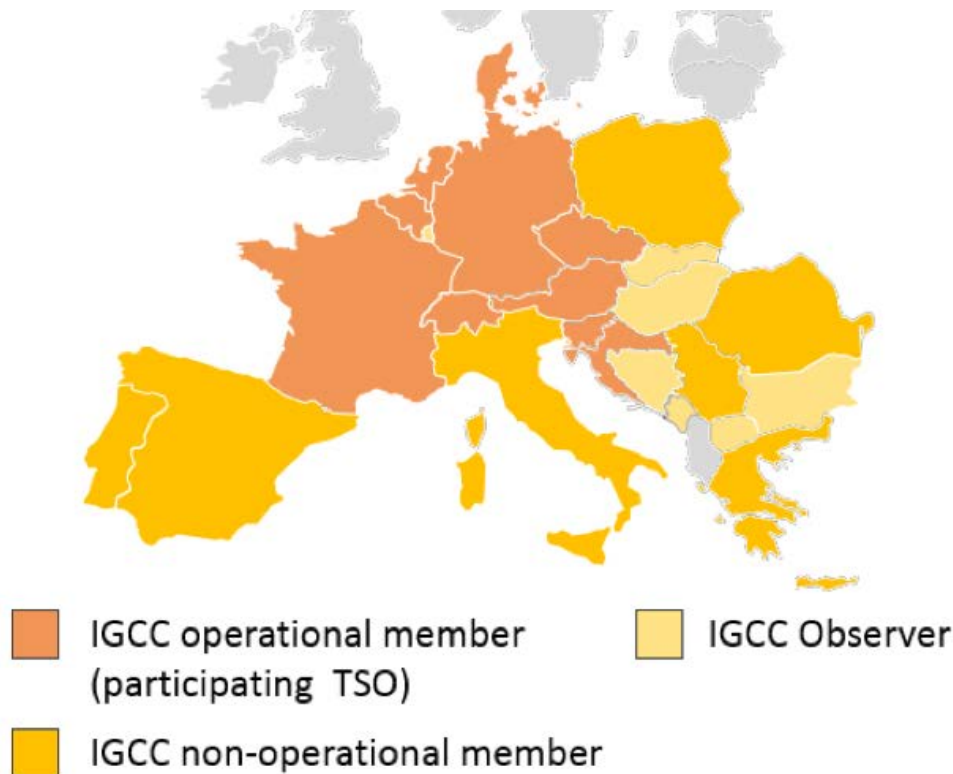 IGCC operational member
(participating TSO)
IGCC Observer
IGCC non-operational member